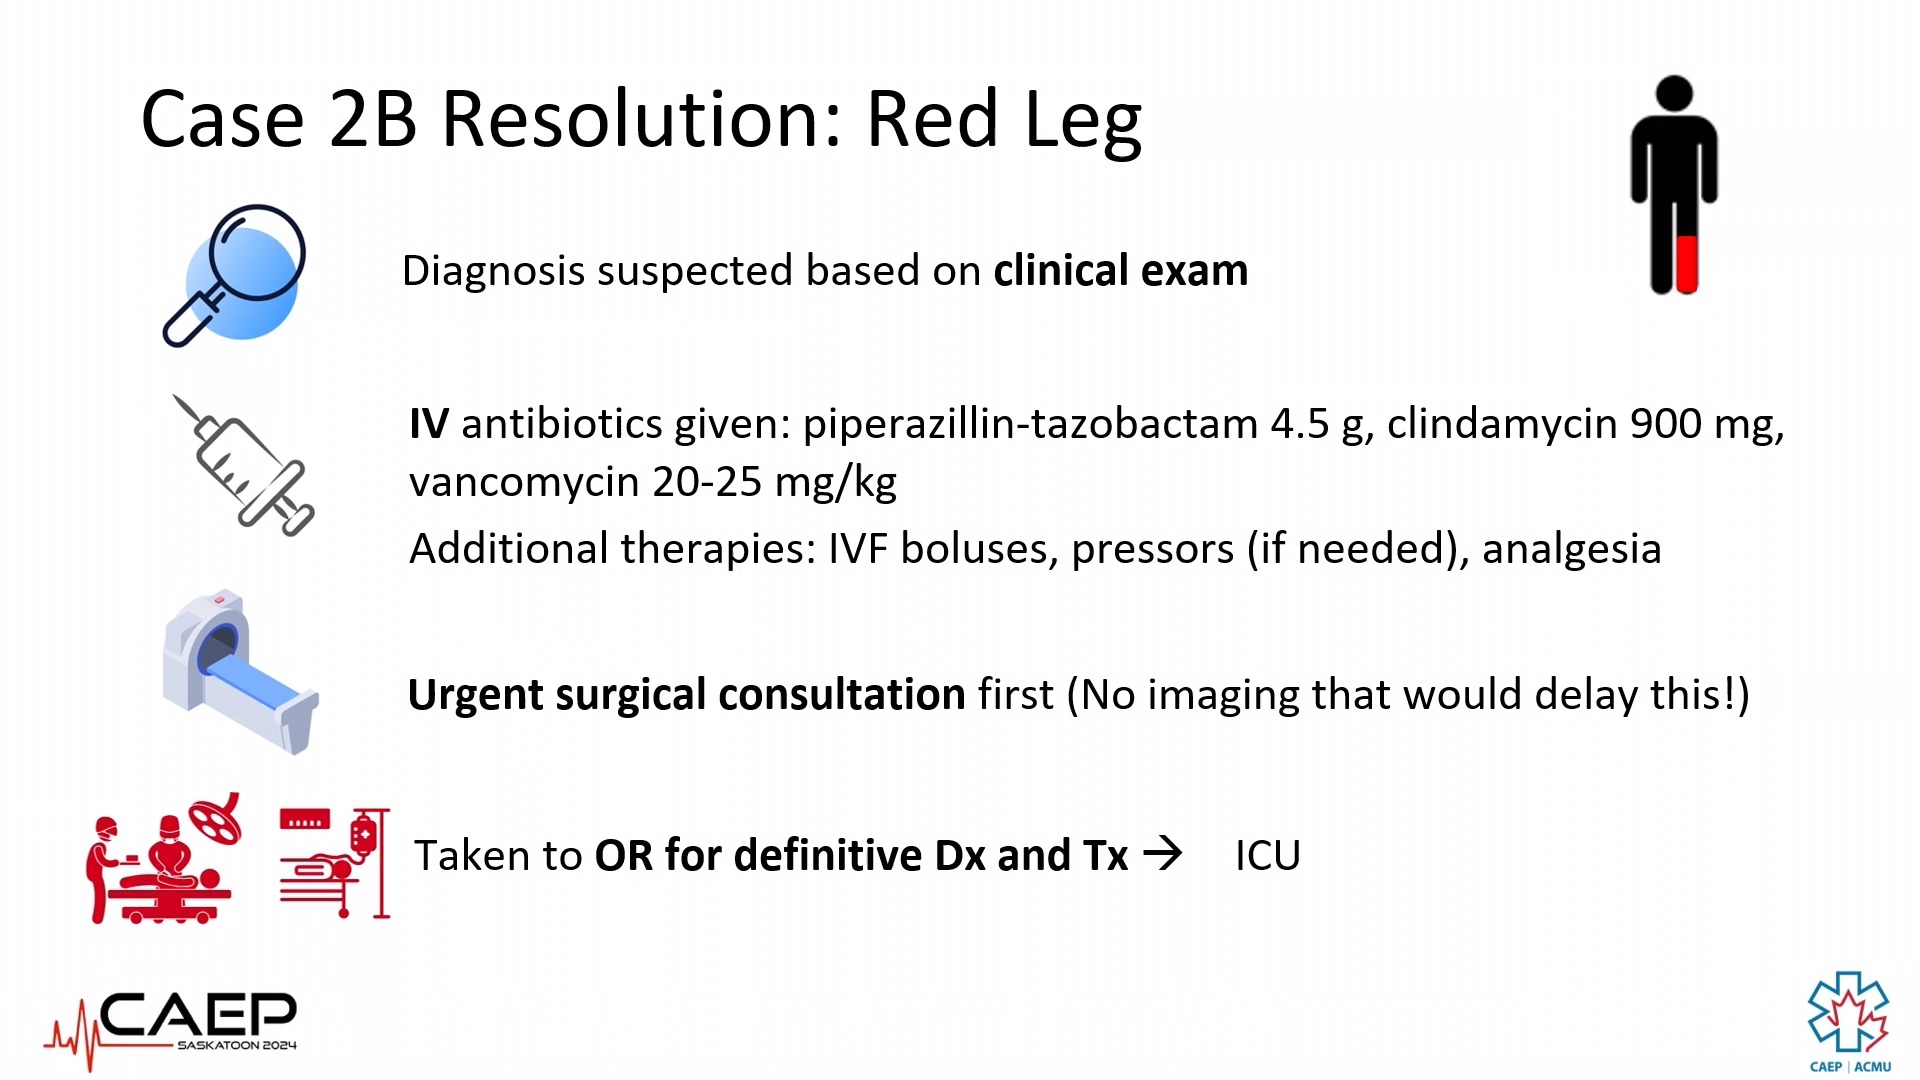 Case 2B Resolution: Red Leg
Diagnosis suspected based on clinical exam
IV antibiotics given: piperazillin-tazobactam 4.5 g, clindamycin 900 mg,
vancomycin 20-25 mg/kg
Additional therapies: IVF boluses, pressors (if needed), analgesia
Urgent surgical consultation first (No imaging that would delay this!)
Taken to OR for definitive Dx and Tx → ICU
CAEP
SASKATOON 2024
CAEP | ACMU